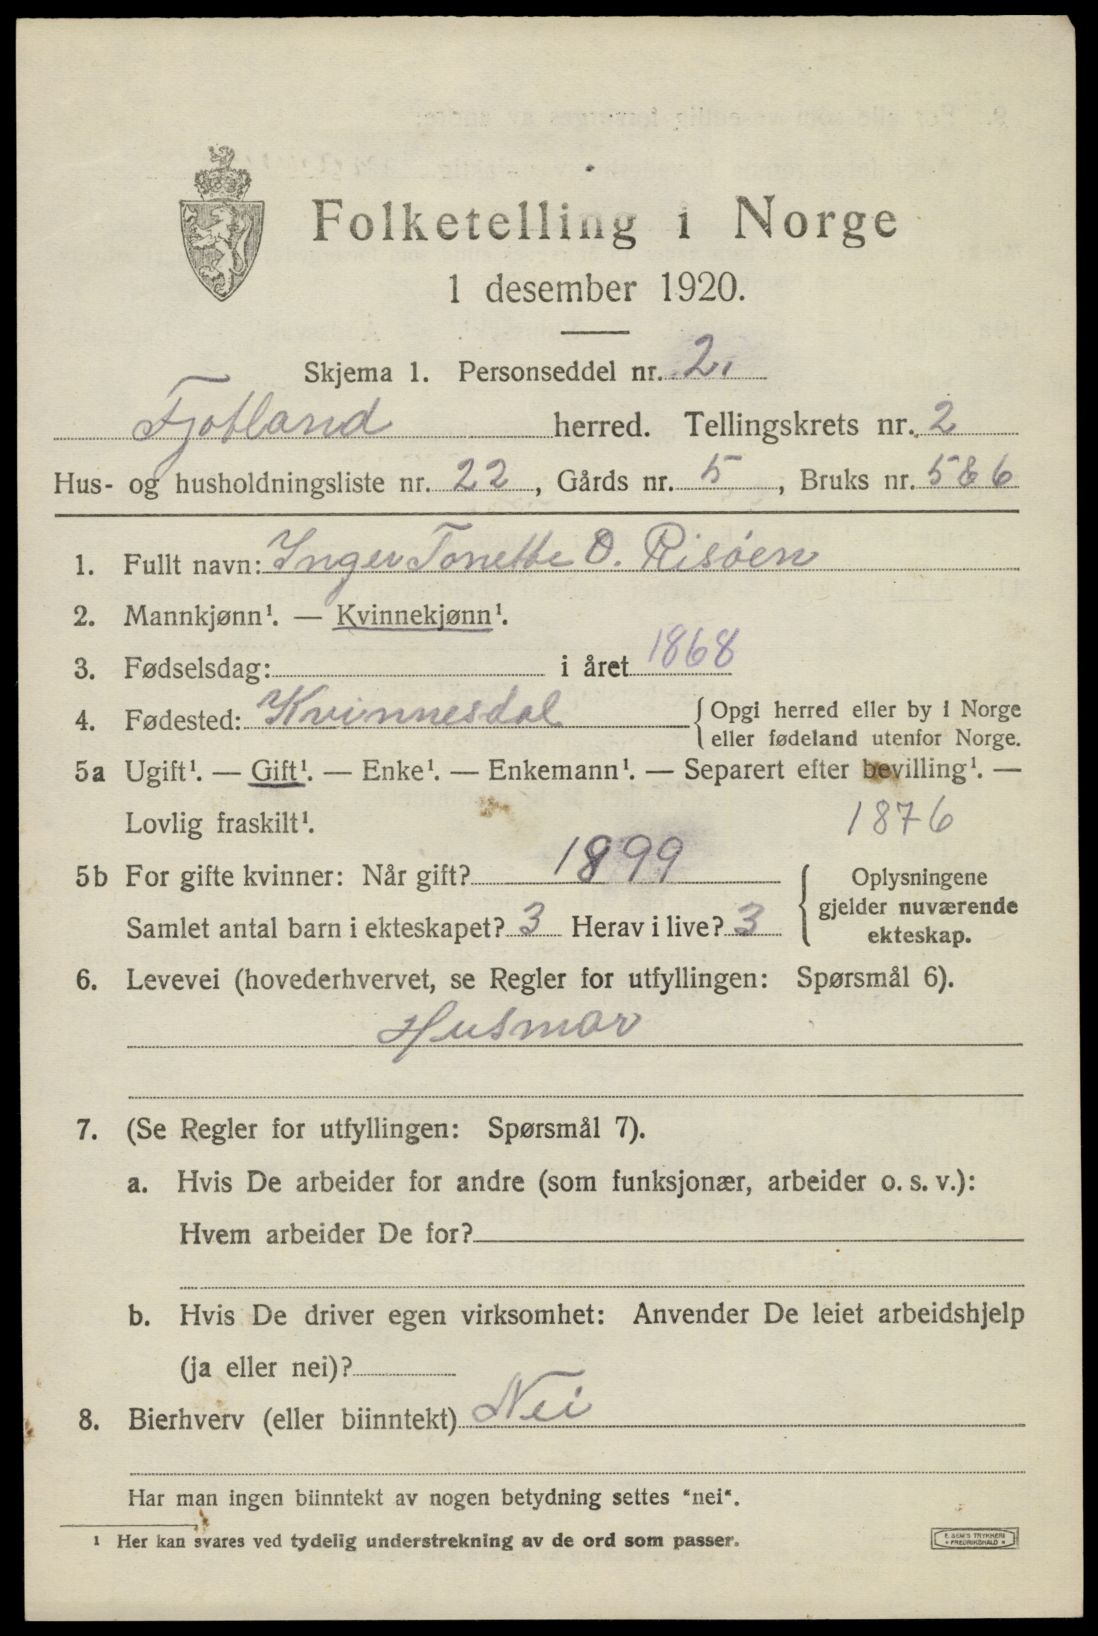 Folketelling i Norge
1 desember 1920.
Skjema 1. Personseddel nr. 2.
Fjotland herred. Tellingskrets nr. 2
Hus- og husholdningsliste nr. 22, Gårds nr. 5, Bruks nr. 5 & 6
1. Fullt navn: Inger Tonette O. Risøen
2. Mannkjønn¹. — Kvinnekjønn¹.
3. Fødselsdag: i året 1868
4. Fødested: Kvinnesdal { Opgi herred eller by i Norge
eller fødeland utenfor Norge.
5a Ugift¹. — Gift¹. — Enke¹. — Enkemann¹. — Separert efter bevilling¹. —
Lovlig fraskilt¹. 1876
5b For gifte kvinner: Når gift? 1899 { Oplysningene
gjelder nuværende
ekteskap.
Samlet antal barn i ekteskapet? 3 Herav i live? 3
6. Levevei (hovederhvervet, se Regler for utfyllingen: Spørsmål 6).
Husmor
7. (Se Regler for utfyllingen: Spørsmål 7).
a. Hvis De arbeider for andre (som funksjonær, arbeider o. s. v.):
Hvem arbeider De for?
b. Hvis De driver egen virksomhet: Anvender De leiet arbeidshjelp
(ja eller nei)?
8. Bierhverv (eller biinntekt) Nei
Har man ingen biinntekt av nogen betydning settes "nei".
¹ Her kan svares ved tydelig understrekning av de ord som passer.
E. SEM'S TRYKKERI
* FREDRIKSHALD *